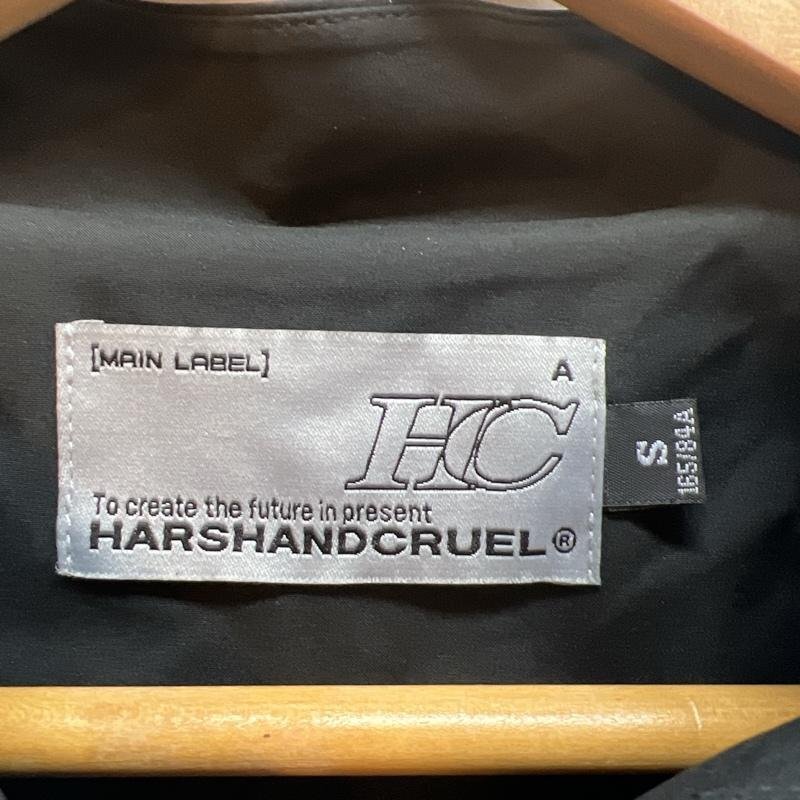 [MAIN LABEL]
A
HC
To create the future in present
HARSHANDCRUEL®
S
165/84A